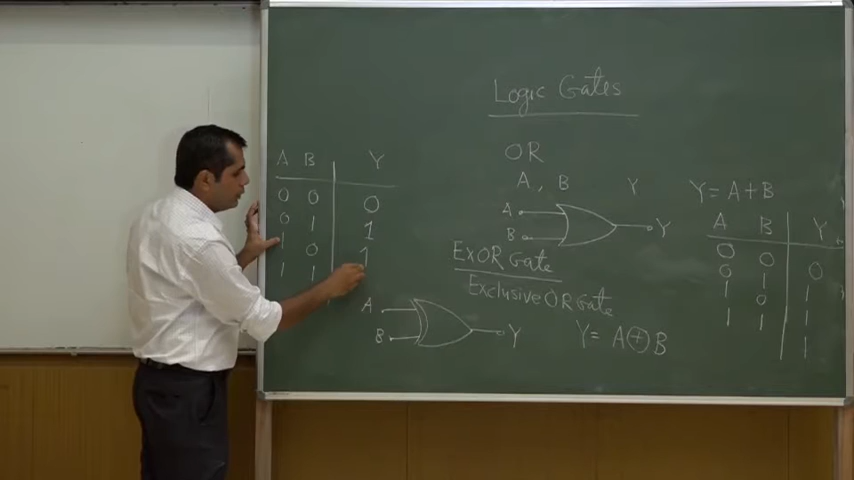 Logic Gates
A B Y
0 0 0
0 1 1
1 0 1
1 1
OR
A, B Y
A
B
Y
Y = A+B
A B Y
0 0 0
0 1 1
1 0 1
1 1 1
ExOR Gate
Exclusive OR Gate
A
B
Y
Y = A⊕B